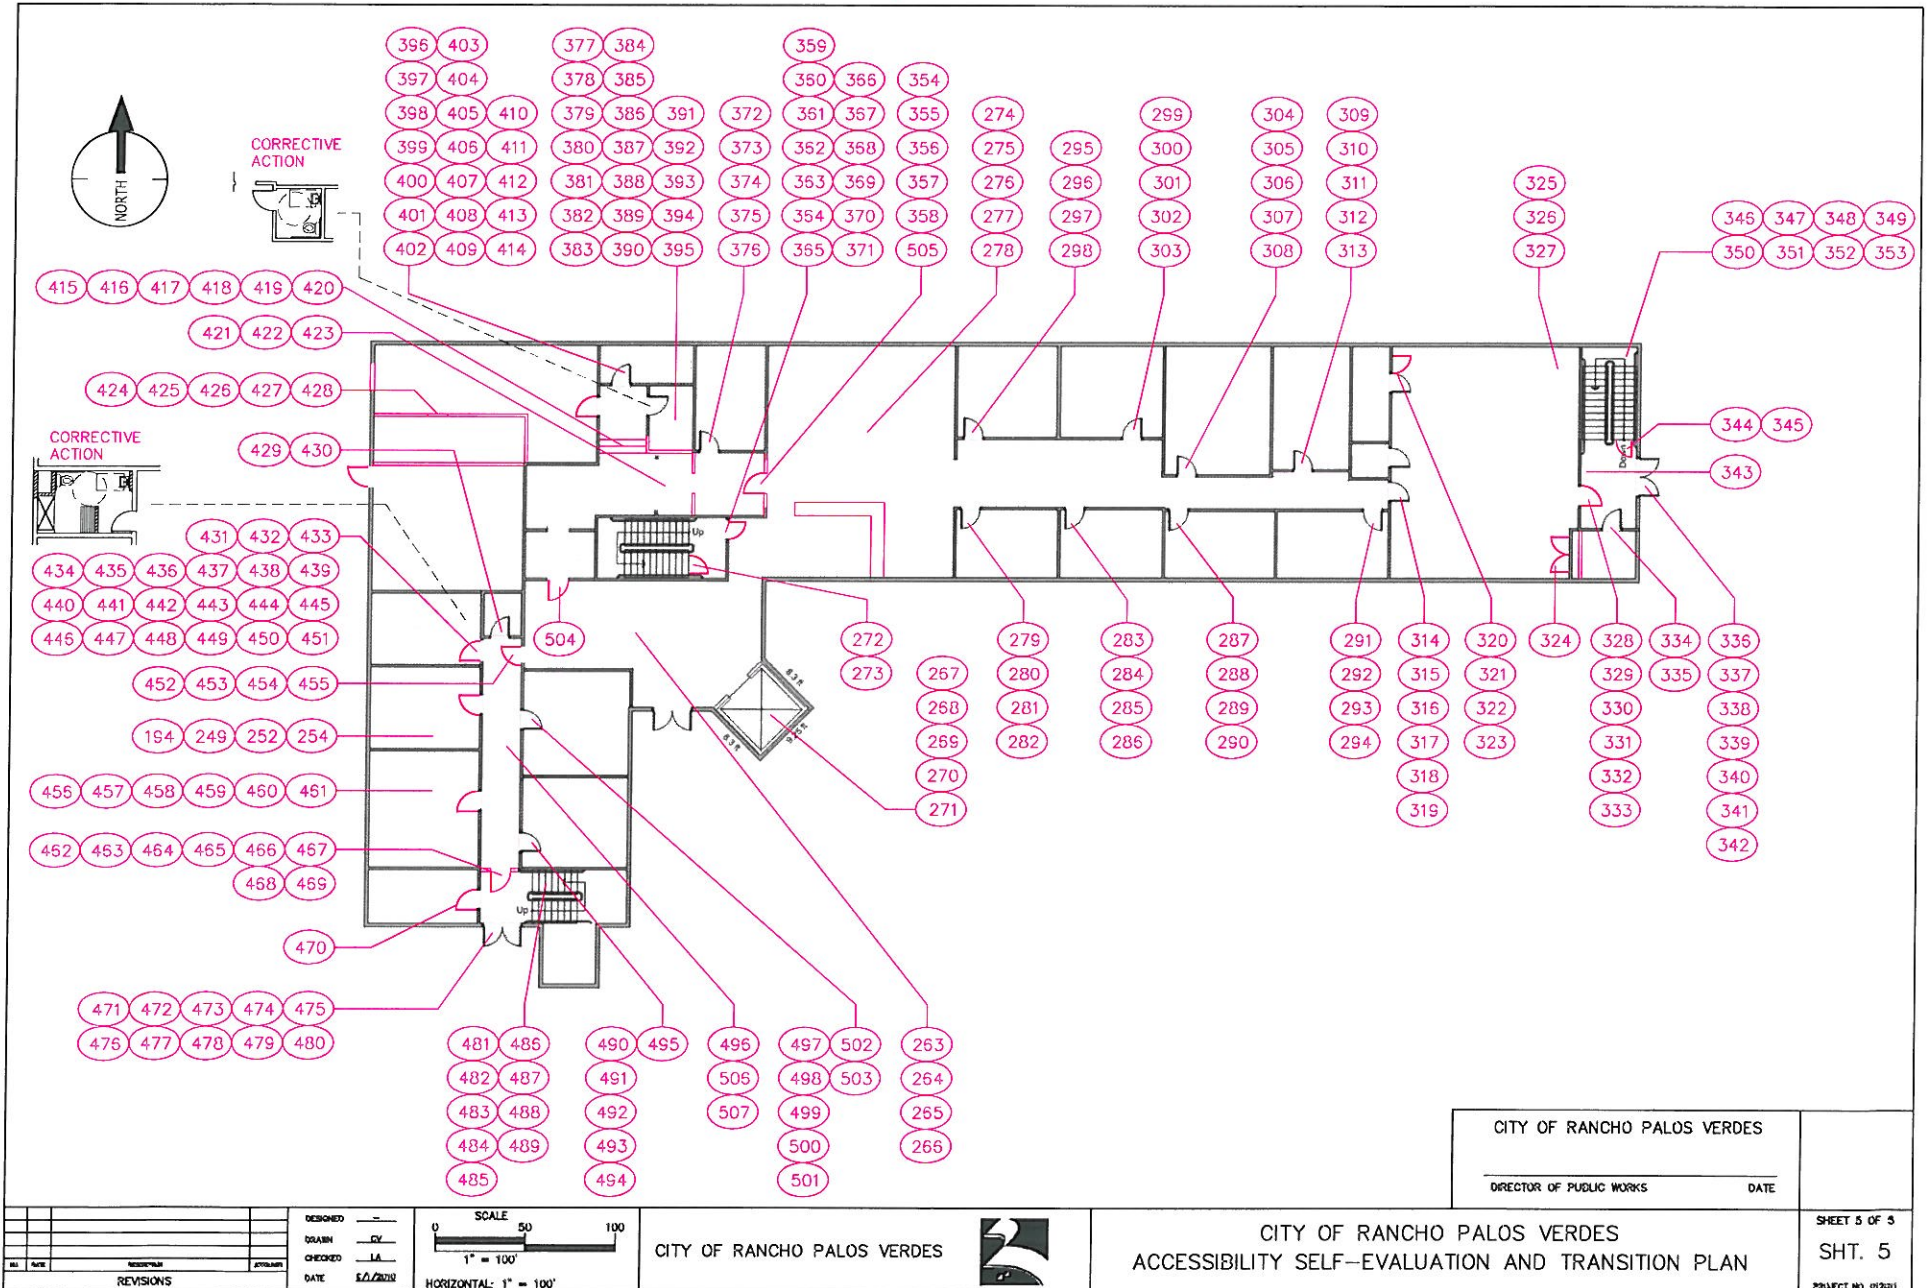 396 403
397 404
398 405 410
399 406 411
400 407 412
401 408 413
402 409 414
377 384
378 385
379 386 391
380 387 392
381 388 393
382 389 394
383 390 395
372
373
374
375
376
359
360 366
361 367
362 368
363 369
364 370
365 371
354
355
356
357
358
505
274
275
276
277
278
295
296
297
298
299
300
301
302
303
304
305
306
307
308
309
310
311
312
313
325
326
327
346 347 348 349
350 351 352 353
NORTH
CORRECTIVE
ACTION
415 416 417 418 419 420
421 422 423
424 425 426 427 428
CORRECTIVE
ACTION
429 430
431 432 433
434 435 436 437 438 439
440 441 442 443 444 445
446 447 448 449 450 451
452 453 454 455
194 249 252 254
456 457 458 459 460 461
462 463 464 465 466 467
468 469
470
471 472 473 474 475
476 477 478 479 480
Up
Up
Down
344 345
343
504
272
273
267
268
269
270
271
8.3 ft
8.3 ft
9.25 ft
279
280
281
282
283
284
285
286
287
288
289
290
291
292
293
294
314
315
316
317
318
319
320
321
322
323
324
328
329
330
331
332
333
334
335
336
337
338
339
340
341
342
481 486
482 487
483 488
484 489
485
490 495
491
492
493
494
496
506
507
497 502
498 503
499
500
501
263
264
265
266
CITY OF RANCHO PALOS VERDES
DIRECTOR OF PUBLIC WORKS DATE
NO. DATE DESCRIPTION
REVISIONS
DESIGNED --
DRAWN CV
CHECKED LA
DATE
SCALE
0 50 100
1" = 100'
HORIZONTAL: 1" = 100'
CITY OF RANCHO PALOS VERDES
CITY OF RANCHO PALOS VERDES
ACCESSIBILITY SELF-EVALUATION AND TRANSITION PLAN
SHEET 5 OF 5
SHT. 5
PROJECT NO.